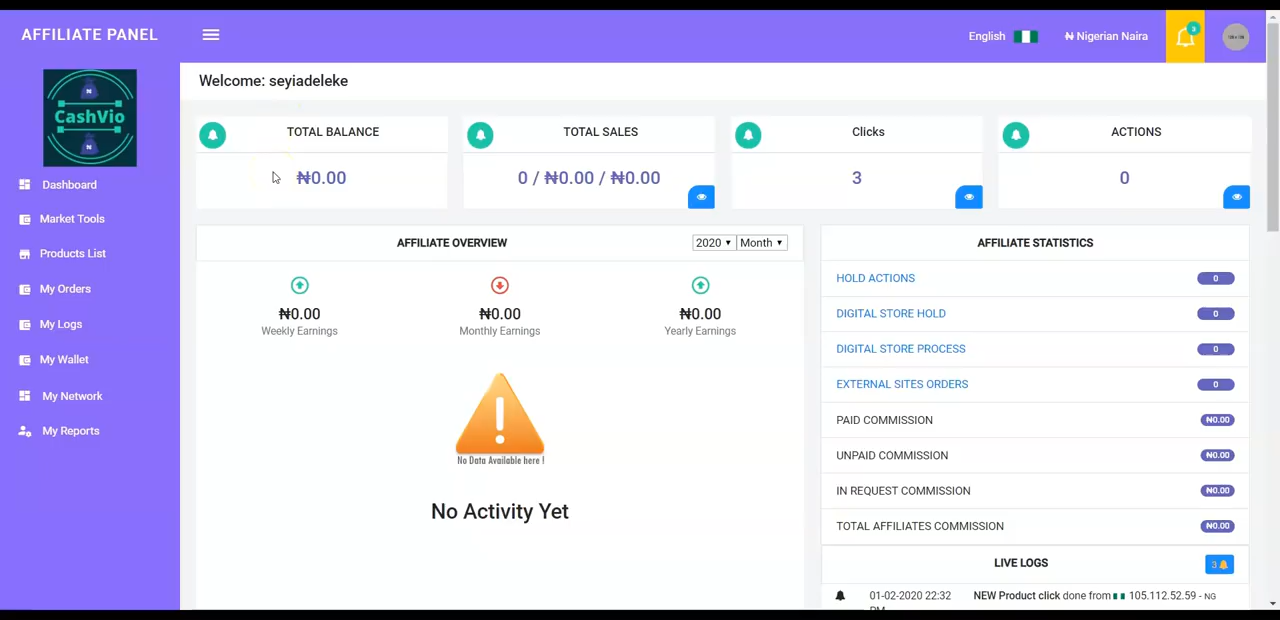 AFFILIATE PANEL
English
₦ Nigerian Naira
3
CashVio
Dashboard
Market Tools
Products List
My Orders
My Logs
My Wallet
My Network
My Reports
Welcome: seyiadeleke
TOTAL BALANCE
₦0.00
TOTAL SALES
0 / ₦0.00 / ₦0.00
Clicks
3
ACTIONS
0
AFFILIATE OVERVIEW
2020 Month
₦0.00
Weekly Earnings
₦0.00
Monthly Earnings
₦0.00
Yearly Earnings
No Data Available here !
No Activity Yet
AFFILIATE STATISTICS
HOLD ACTIONS 0
DIGITAL STORE HOLD 0
DIGITAL STORE PROCESS 0
EXTERNAL SITES ORDERS 0
PAID COMMISSION ₦0.00
UNPAID COMMISSION ₦0.00
IN REQUEST COMMISSION ₦0.00
TOTAL AFFILIATES COMMISSION ₦0.00
LIVE LOGS 3
01-02-2020 22:32 NEW Product click done from 105.112.52.59 - NG
PM